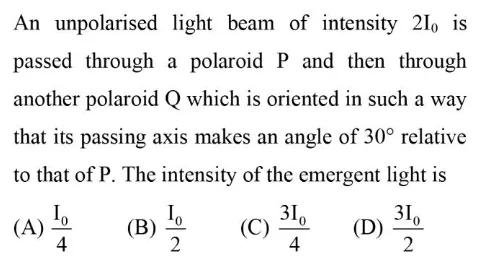 An unpolarised light beam of intensity 2I₀ is
passed through a polaroid P and then through
another polaroid Q which is oriented in such a way
that its passing axis makes an angle of 30° relative
to that of P. The intensity of the emergent light is
(A) I₀/4 (B) I₀/2 (C) 3I₀/4 (D) 3I₀/2